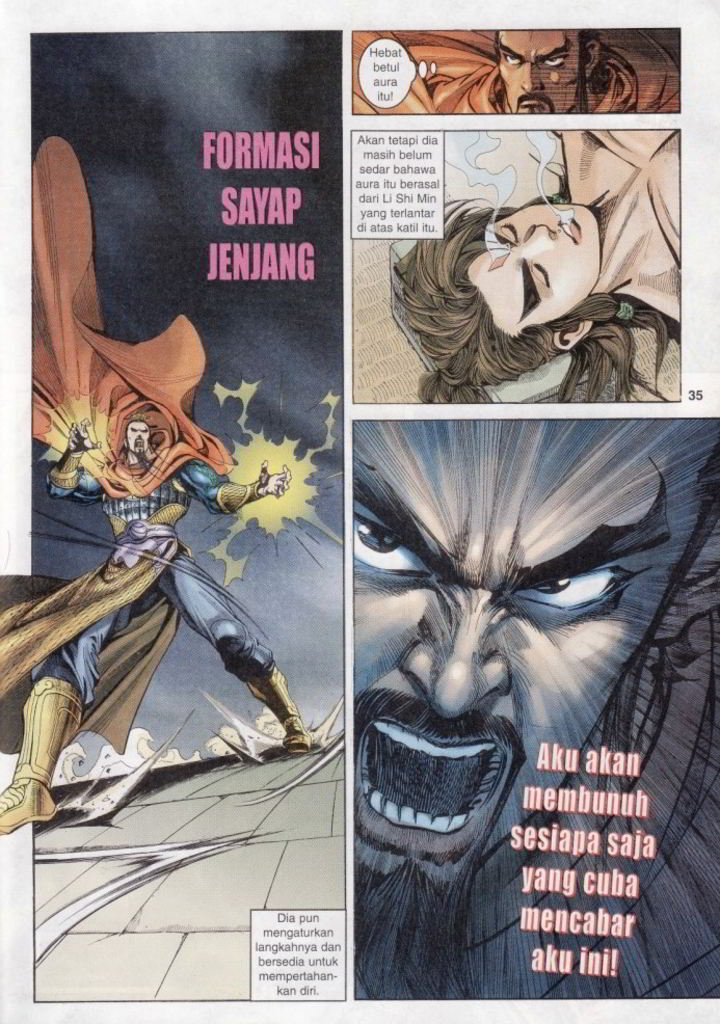 FORMASI
SAYAP
JENJANG
Dia pun
mengaturkan
langkahnya dan
bersedia untuk
mempertahan-
kan diri.
Hebat
betul
aura
itu!
Akan tetapi dia
masih belum
sedar bahawa
aura itu berasal
dari Li Shi Min
yang terlantar
di atas katil itu.
35
Aku akan
membunuh
sesiapa saja
yang cuba
mencabar
aku ini!